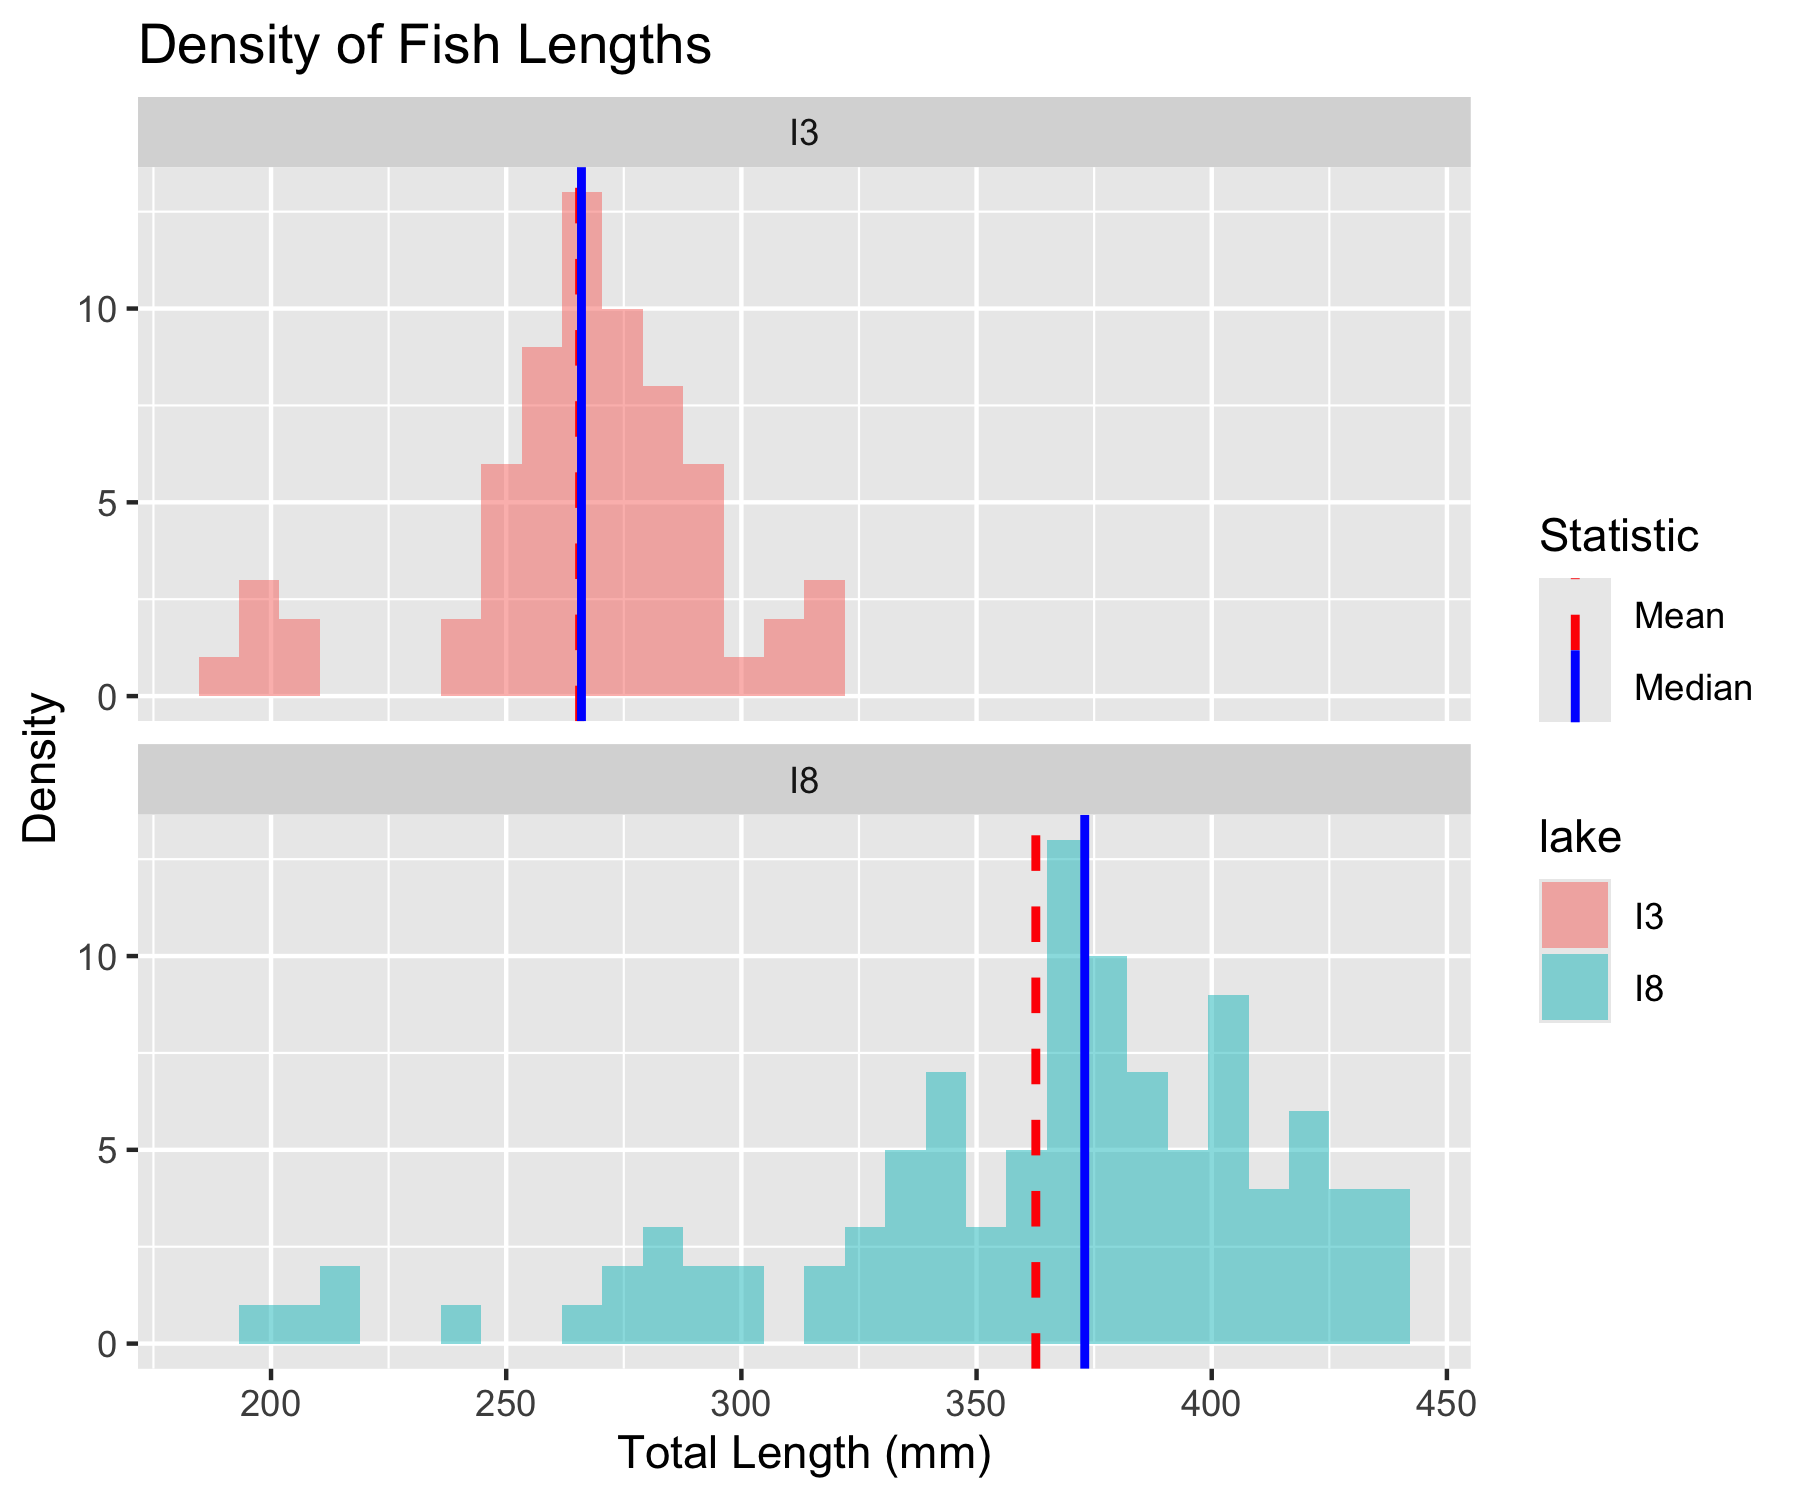 Density of Fish Lengths
I3
10
5
0
I8
10
5
0
200 250 300 350 400 450
Total Length (mm)
Density
Statistic
Mean
Median
lake
I3
I8